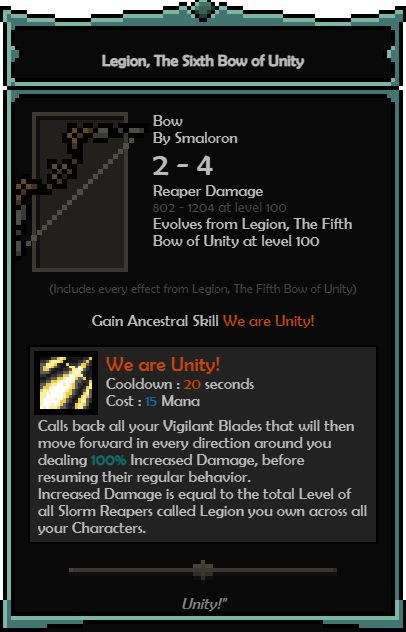 Legion, The Sixth Bow of Unity
Bow
By Smaloron
2 - 4
Reaper Damage
802 - 1204 at level 100
Evolves from Legion, The Fifth
Bow of Unity at level 100
(Includes every effect from Legion, The Fifth Bow of Unity)
Gain Ancestral Skill We are Unity!
We are Unity!
Cooldown : 20 seconds
Cost : 15 Mana
Calls back all your Vigilant Blades that will then
move forward in every direction around you
dealing 100% Increased Damage, before
resuming their regular behavior.
Increased Damage is equal to the total Level of
all Slorm Reapers called Legion you own across all
your Characters.
Unity!"